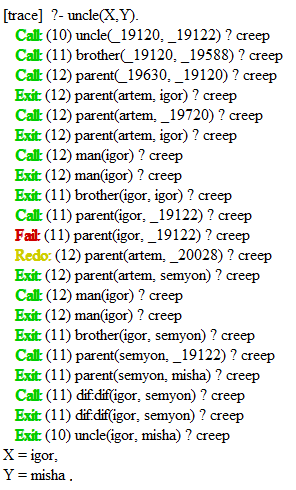 [trace]  ?- uncle(X,Y).
Call: (10) uncle(_19120, _19122) ? creep
Call: (11) brother(_19120, _19588) ? creep
Call: (12) parent(_19630, _19120) ? creep
Exit: (12) parent(artem, igor) ? creep
Call: (12) parent(artem, _19720) ? creep
Exit: (12) parent(artem, igor) ? creep
Call: (12) man(igor) ? creep
Exit: (12) man(igor) ? creep
Exit: (11) brother(igor, igor) ? creep
Call: (11) parent(igor, _19122) ? creep
Fail: (11) parent(igor, _19122) ? creep
Redo: (12) parent(artem, _20028) ? creep
Exit: (12) parent(artem, semyon) ? creep
Call: (12) man(igor) ? creep
Exit: (12) man(igor) ? creep
Exit: (11) brother(igor, semyon) ? creep
Call: (11) parent(semyon, _19122) ? creep
Exit: (11) parent(semyon, misha) ? creep
Call: (11) dif:dif(igor, semyon) ? creep
Exit: (11) dif:dif(igor, semyon) ? creep
Exit: (10) uncle(igor, misha) ? creep
X = igor,
Y = misha .